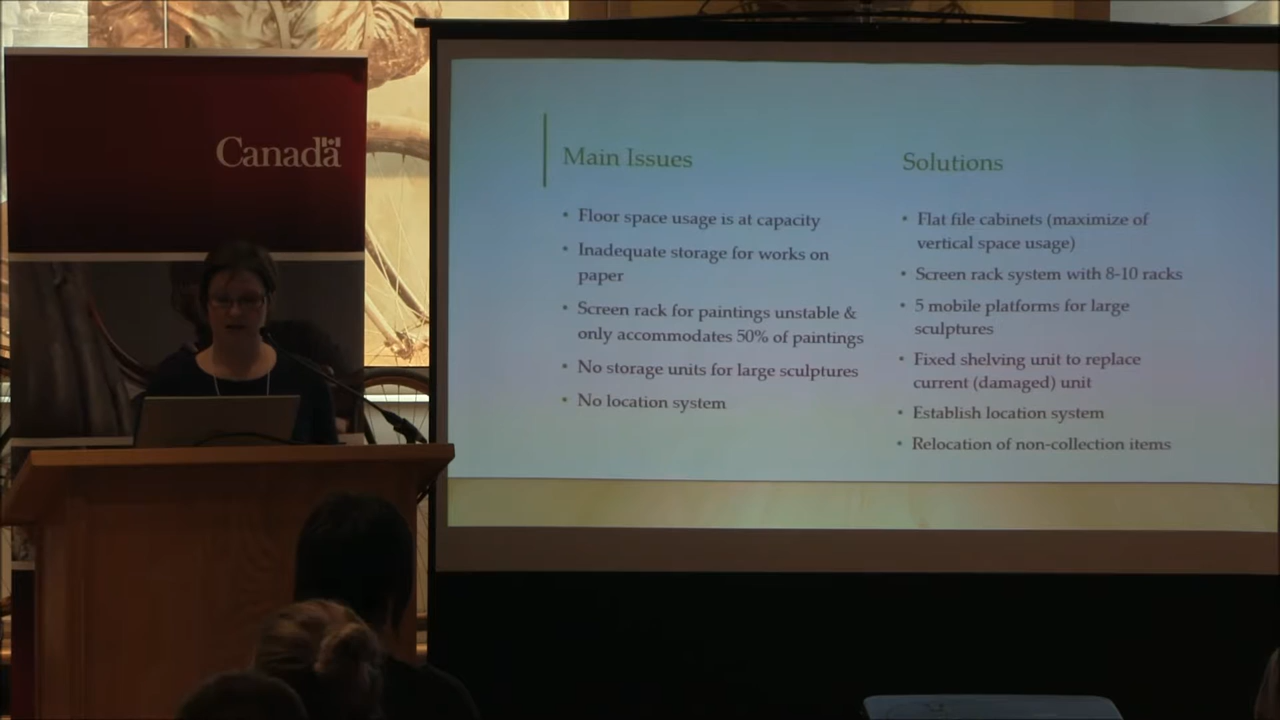 Canada
Main Issues
• Floor space usage is at capacity
• Inadequate storage for works on
paper
• Screen rack for paintings unstable &
only accommodates 50% of paintings
• No storage units for large sculptures
• No location system
Solutions
• Flat file cabinets (maximize of
vertical space usage)
• Screen rack system with 8-10 racks
• 5 mobile platforms for large
sculptures
• Fixed shelving unit to replace
current (damaged) unit
• Establish location system
• Relocation of non-collection items